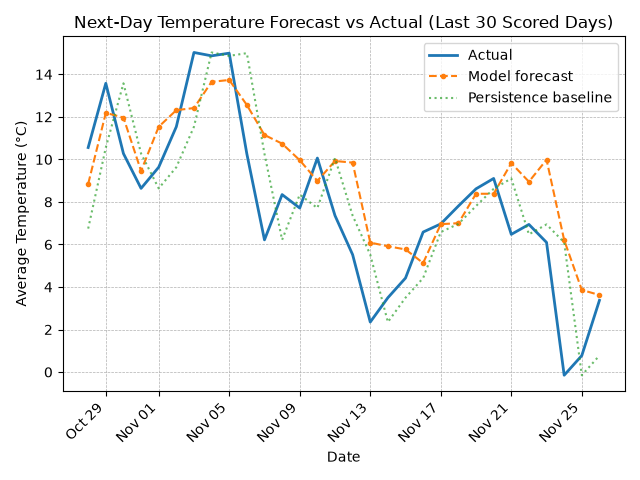 Next-Day Temperature Forecast vs Actual (Last 30 Scored Days)
Actual
Model forecast
Persistence baseline
Average Temperature (°C)
14
12
10
8
6
4
2
0
Oct 29
Nov 01
Nov 05
Nov 09
Nov 13
Nov 17
Nov 21
Nov 25
Date